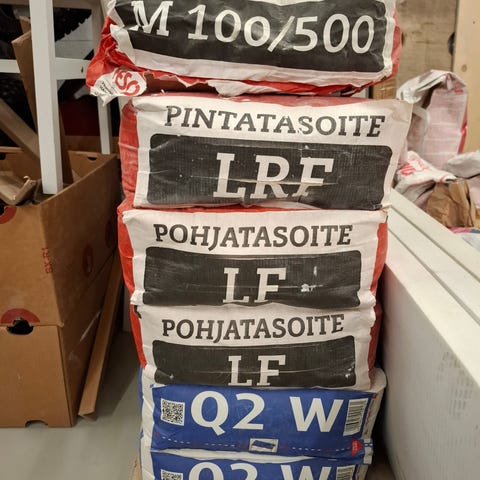 M 100/500
PINTATASOITE
LRF
POHJATASOITE
LF
POHJATASOITE
LF
Q2 W
Q2 W